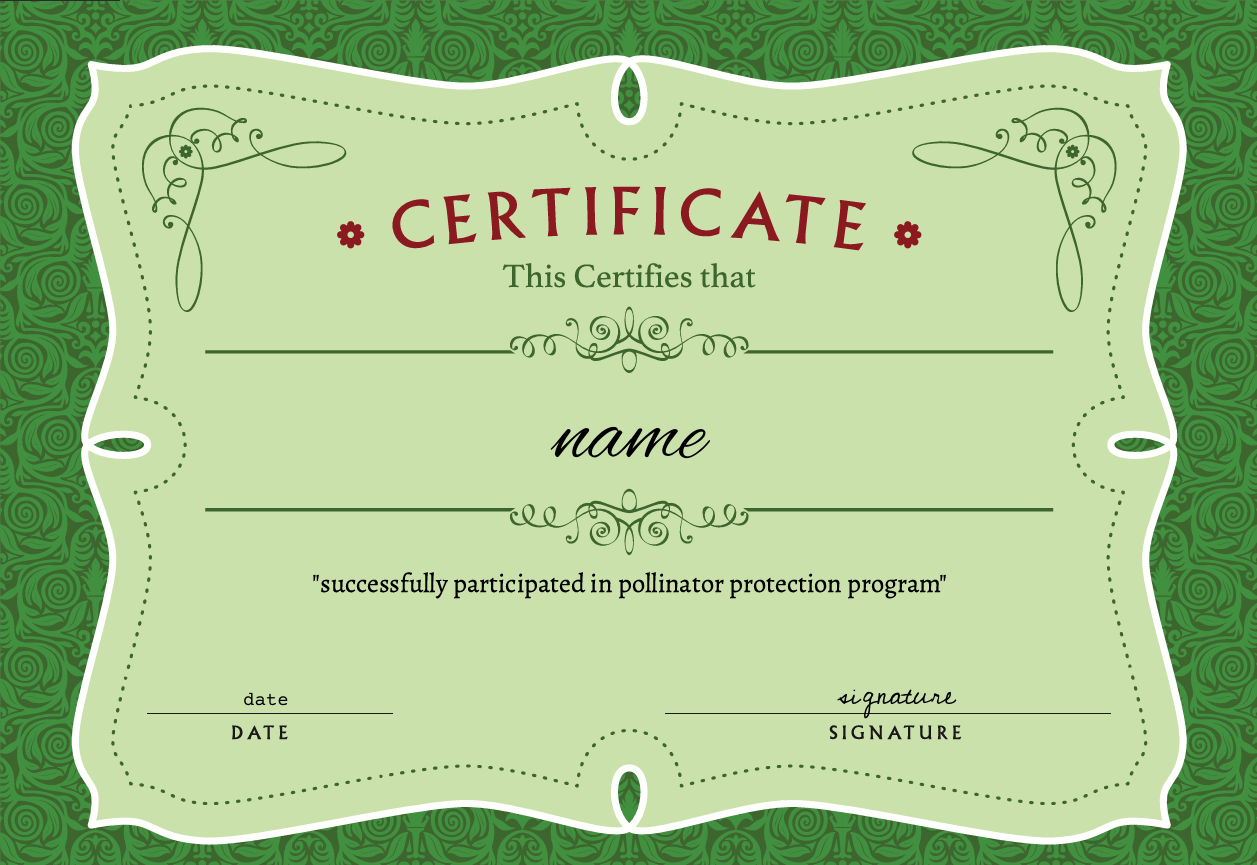 CERTIFICATE
This Certifies that
name
"successfully participated in pollinator protection program"
date
DATE
signature
SIGNATURE